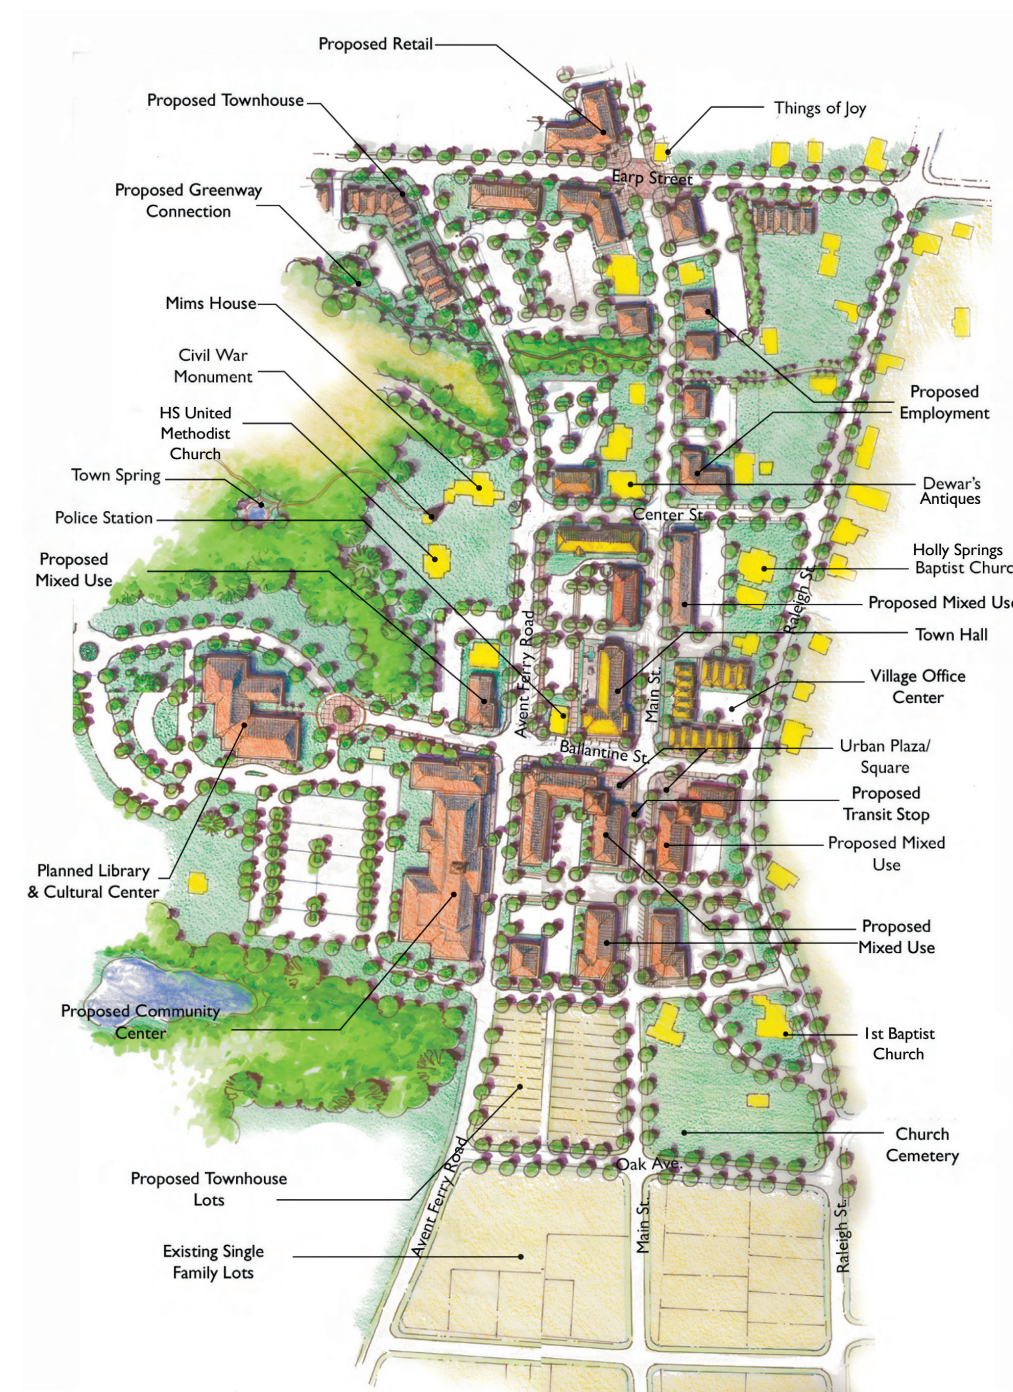 Proposed Retail
Proposed Townhouse
Things of Joy
Earp Street
Proposed Greenway
Connection
Mims House
Civil War
Monument
Proposed
Employment
HS United
Methodist
Church
Town Spring
Dewar's
Antiques
Police Station
Center St.
Proposed
Mixed Use
Holly Springs
Baptist Churc
Raleigh St.
Proposed Mixed Us
Avent Ferry Road
Town Hall
Main St.
Village Office
Center
Ballantine St.
Urban Plaza/
Square
Proposed
Transit Stop
Proposed Mixed
Use
Planned Library
& Cultural Center
Proposed
Mixed Use
Proposed Community
Center
1st Baptist
Church
Church
Cemetery
Oak Ave.
Proposed Townhouse
Lots
Avent Ferry Road
Main St.
Raleigh St.
Existing Single
Family Lots